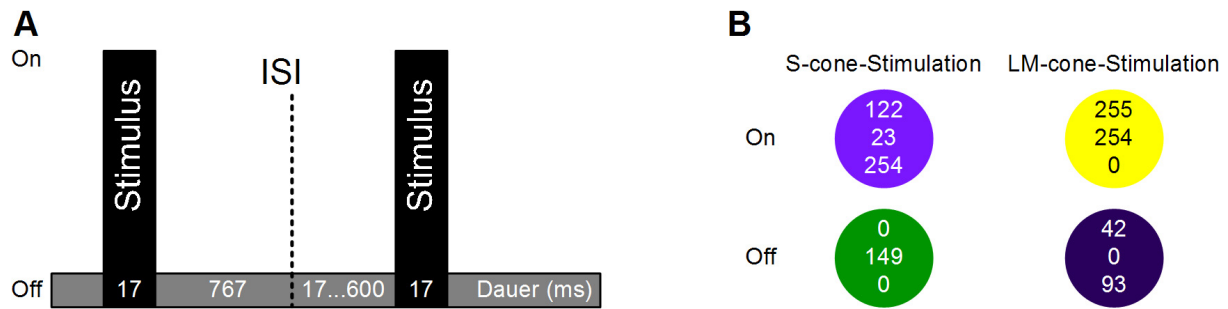 A
On
Stimulus
ISI
Stimulus
Off
17
767
17...600
17
Dauer (ms)
B
S-cone-Stimulation
LM-cone-Stimulation
On
122
23
254
255
254
0
Off
0
149
0
42
0
93